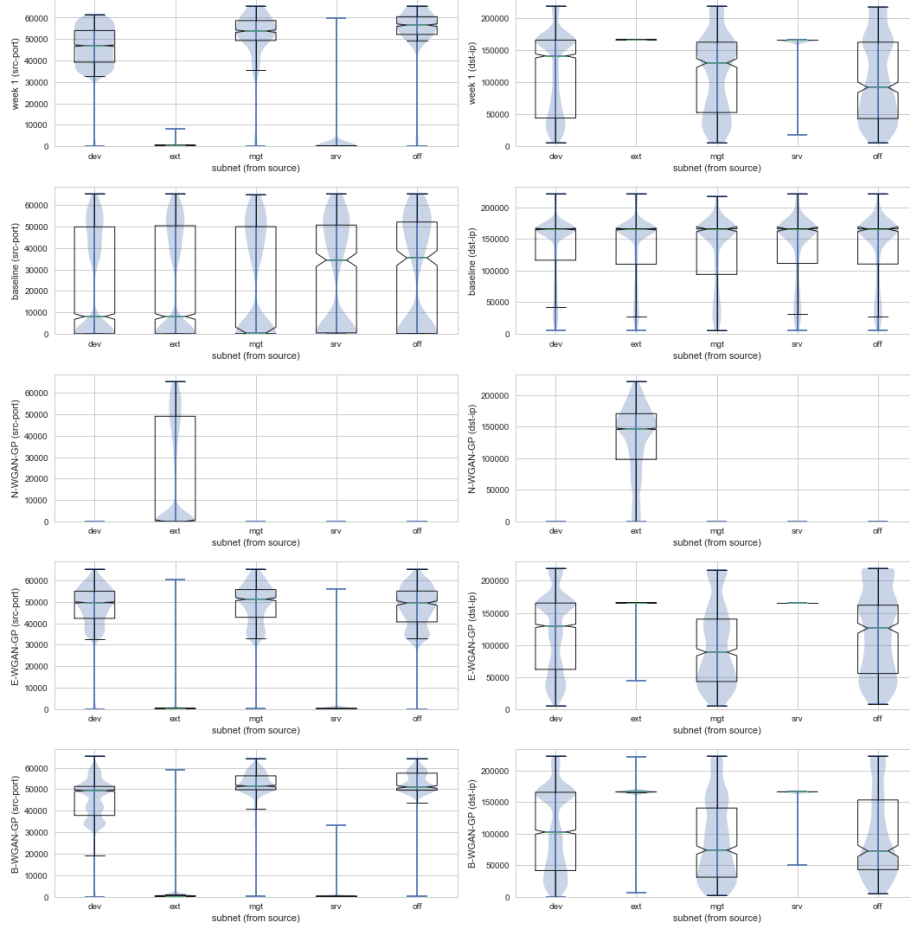 week 1 (src-port)
60000
50000
40000
30000
20000
10000
0
dev ext mgt srv off
subnet (from source)
week 1 (dst-ip)
200000
150000
100000
50000
0
dev ext mgt srv off
subnet (from source)
baseline (src-port)
60000
50000
40000
30000
20000
10000
0
dev ext mgt srv off
subnet (from source)
baseline (dst-ip)
200000
150000
100000
50000
0
dev ext mgt srv off
subnet (from source)
N-WGAN-GP (src-port)
60000
50000
40000
30000
20000
10000
0
dev ext mgt srv off
subnet (from source)
N-WGAN-GP (dst-ip)
200000
150000
100000
50000
0
dev ext mgt srv off
subnet (from source)
E-WGAN-GP (src-port)
60000
50000
40000
30000
20000
10000
0
dev ext mgt srv off
subnet (from source)
E-WGAN-GP (dst-ip)
200000
150000
100000
50000
0
dev ext mgt srv off
subnet (from source)
B-WGAN-GP (src-port)
60000
50000
40000
30000
20000
10000
0
dev ext mgt srv off
subnet (from source)
B-WGAN-GP (dst-ip)
200000
150000
100000
50000
0
dev ext mgt srv off
subnet (from source)